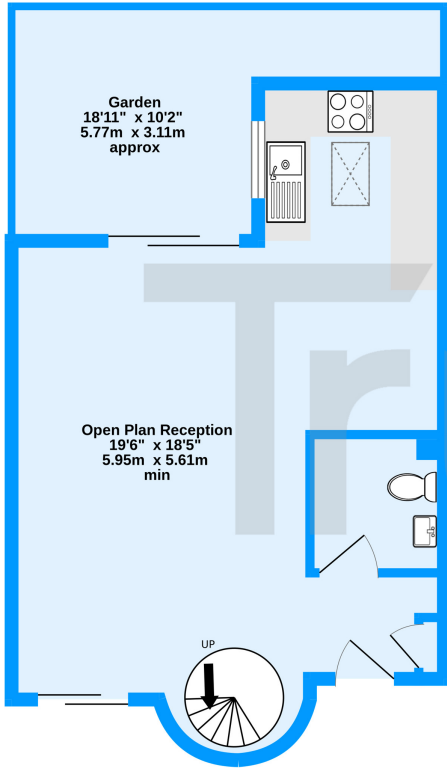 Garden
18'11" x 10'2"
5.77m x 3.11m
approx
Open Plan Reception
19'6" x 18'5"
5.95m x 5.61m
min
Tr
UP